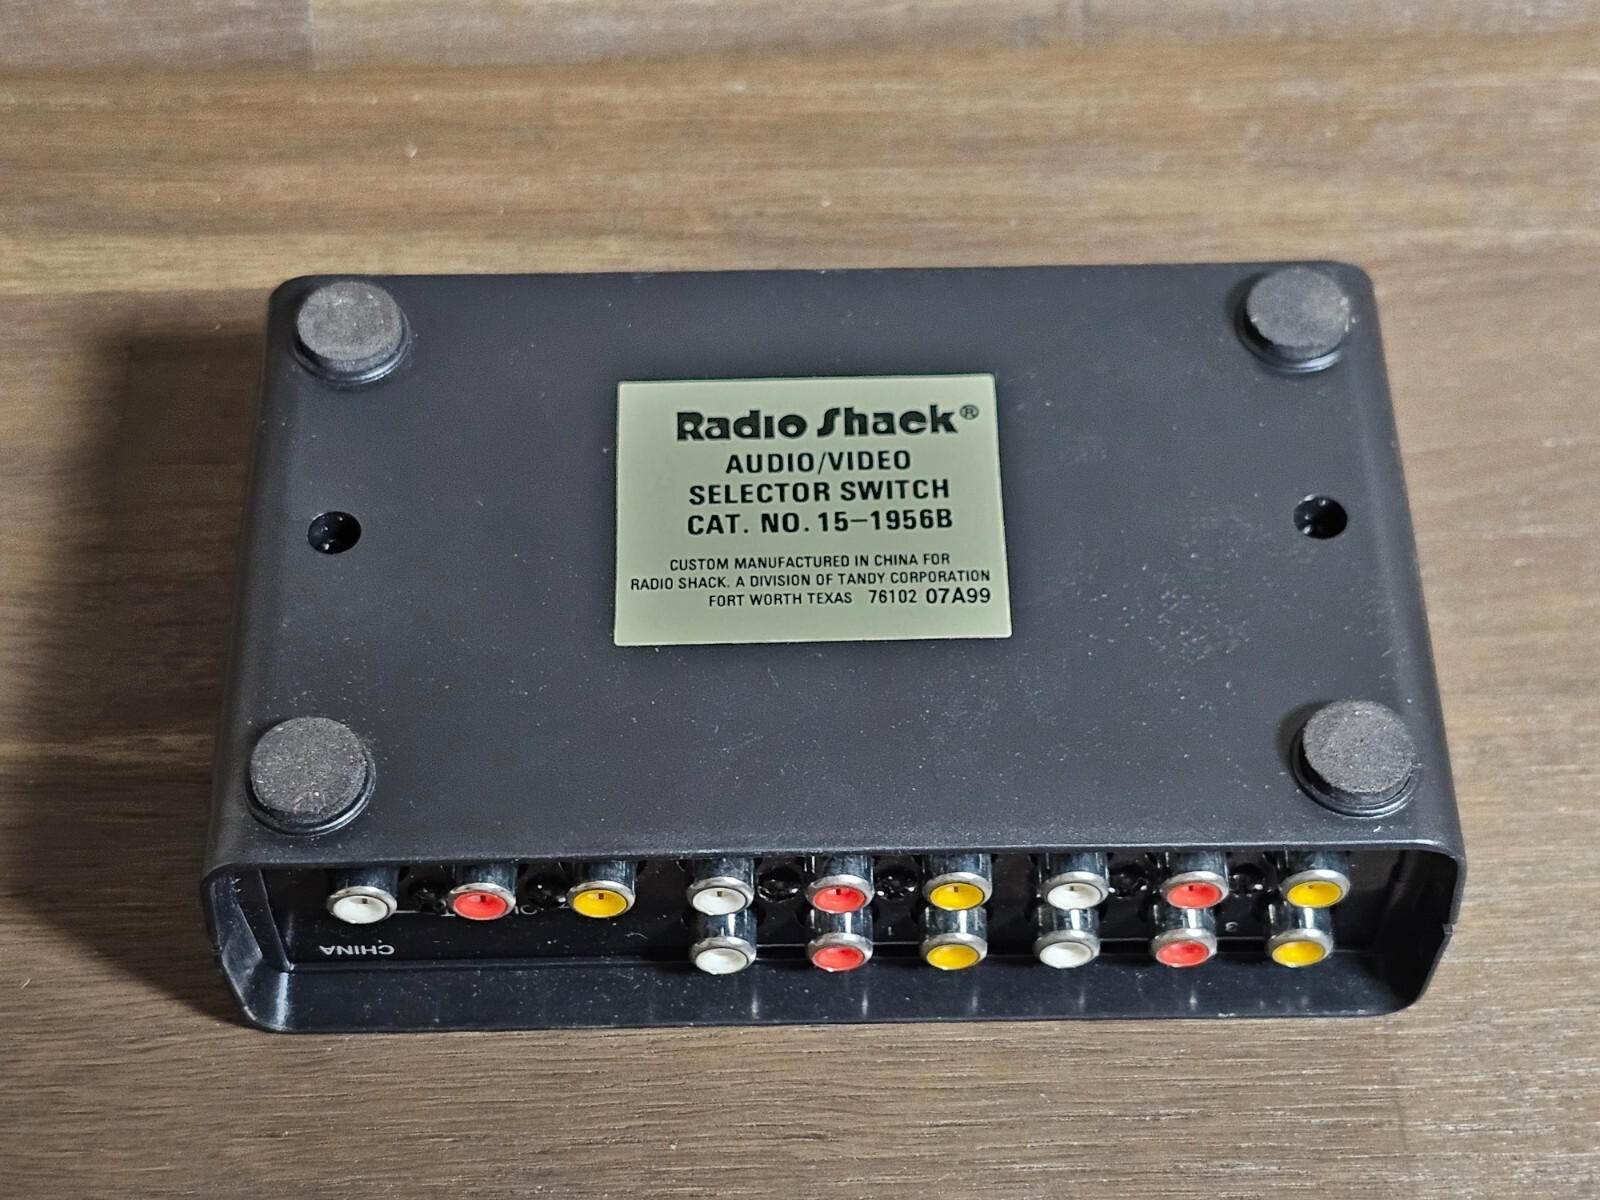 Radio Shack®
AUDIO/VIDEO
SELECTOR SWITCH
CAT. NO. 15-1956B
CUSTOM MANUFACTURED IN CHINA FOR
RADIO SHACK. A DIVISION OF TANDY CORPORATION
FORT WORTH TEXAS 76102 07A99
CHINA